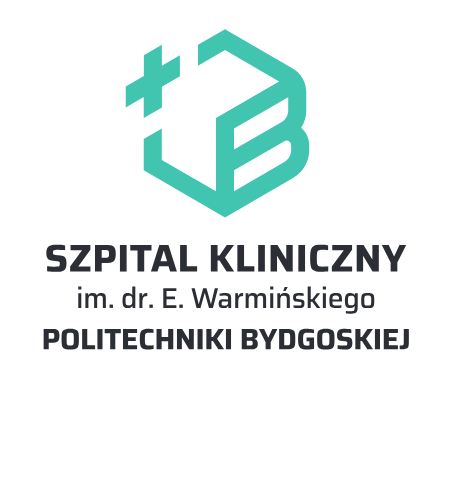 SZPITAL KLINICZNY
im. dr. E. Warmińskiego
POLITECHNIKI BYDGOSKIEJ